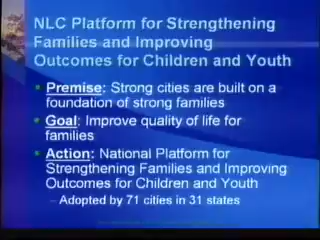 NLC Platform for Strengthening
Families and Improving
Outcomes for Children and Youth
Premise: Strong cities are built on a
foundation of strong families
Goal: Improve quality of life for
families
Action: National Platform for
Strengthening Families and Improving
Outcomes for Children and Youth
– Adopted by 71 cities in 31 states